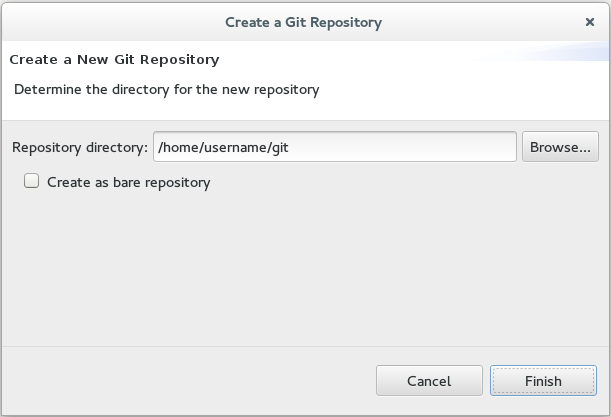 Create a Git Repository
Create a New Git Repository
Determine the directory for the new repository
Repository directory: /home/username/git Browse...
Create as bare repository
Cancel Finish